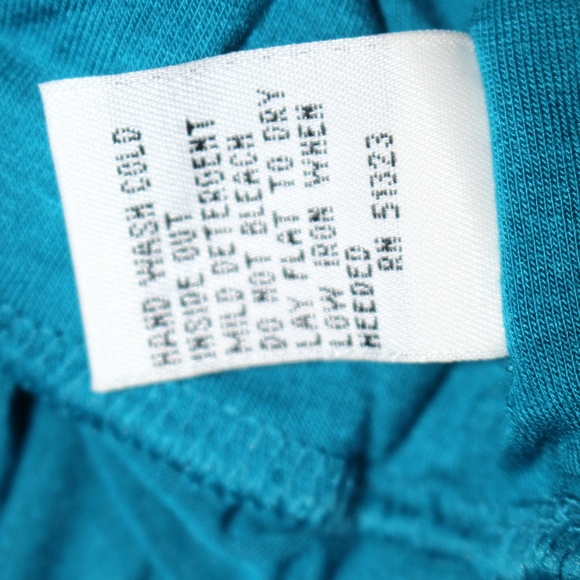 HAND WASH COLD
INSIDE OUT
MILD DETERGENT
DO NOT BLEACH
LAY FLAT TO DRY
LOW IRON WHEN
NEEDED
RN 51323